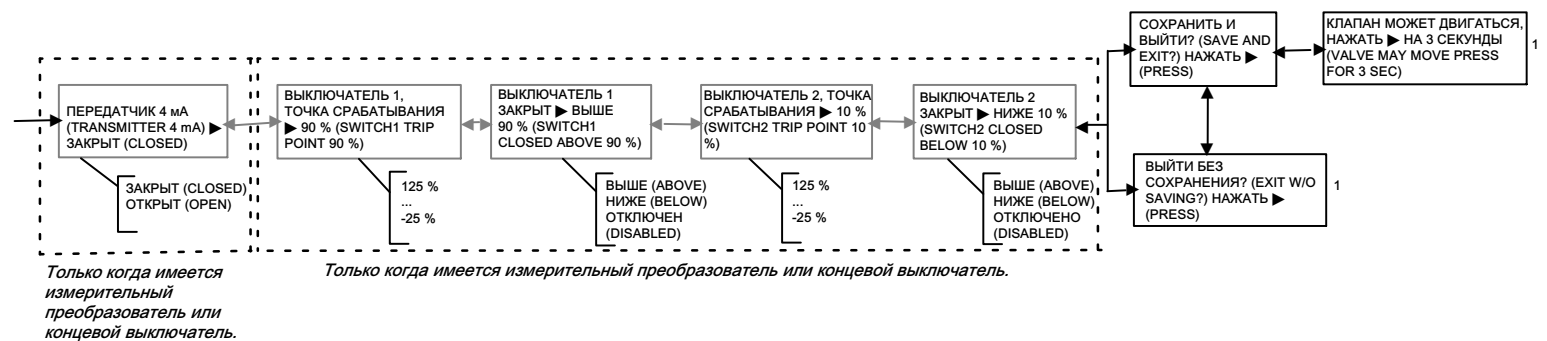 ПЕРЕДАТЧИК 4 мА
(TRANSMITTER 4 mA) ▶
ЗАКРЫТ (CLOSED)
ЗАКРЫТ (CLOSED)
ОТКРЫТ (OPEN)
Только когда имеется
измерительный
преобразователь или
концевой выключатель.
ВЫКЛЮЧАТЕЛЬ 1,
ТОЧКА СРАБАТЫВАНИЯ
▶ 90 % (SWITCH1 TRIP
POINT 90 %)
125 %
...
-25 %
ВЫКЛЮЧАТЕЛЬ 1
ЗАКРЫТ ▶ ВЫШЕ
90 % (SWITCH1
CLOSED ABOVE 90 %)
ВЫШЕ (ABOVE)
НИЖЕ (BELOW)
ОТКЛЮЧЕН
(DISABLED)
ВЫКЛЮЧАТЕЛЬ 2, ТОЧКА
СРАБАТЫВАНИЯ ▶ 10 %
(SWITCH2 TRIP POINT 10
%)
125 %
...
-25 %
ВЫКЛЮЧАТЕЛЬ 2
ЗАКРЫТ ▶ НИЖЕ 10 %
(SWITCH2 CLOSED
BELOW 10 %)
ВЫШЕ (ABOVE)
НИЖЕ (BELOW)
ОТКЛЮЧЕНО
(DISABLED)
Только когда имеется измерительный преобразователь или концевой выключатель.
СОХРАНИТЬ И
ВЫЙТИ? (SAVE AND
EXIT?) НАЖАТЬ ▶
(PRESS)
КЛАПАН МОЖЕТ ДВИГАТЬСЯ,
НАЖАТЬ ▶ НА 3 СЕКУНДЫ
(VALVE MAY MOVE PRESS
FOR 3 SEC)
1
ВЫЙТИ БЕЗ
СОХРАНЕНИЯ? (EXIT W/O
SAVING?) НАЖАТЬ ▶
(PRESS)
1